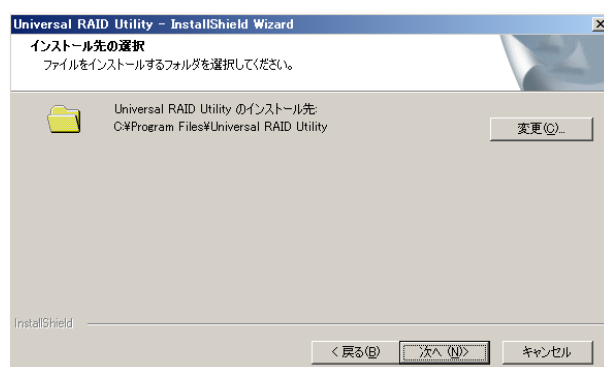 Universal RAID Utility - InstallShield Wizard
インストール先の選択
ファイルをインストールするフォルダを選択してください。
Universal RAID Utility のインストール先:
C:¥Program Files¥Universal RAID Utility
変更(C)...
InstallShield
< 戻る(B)
次へ (N)>
キャンセル